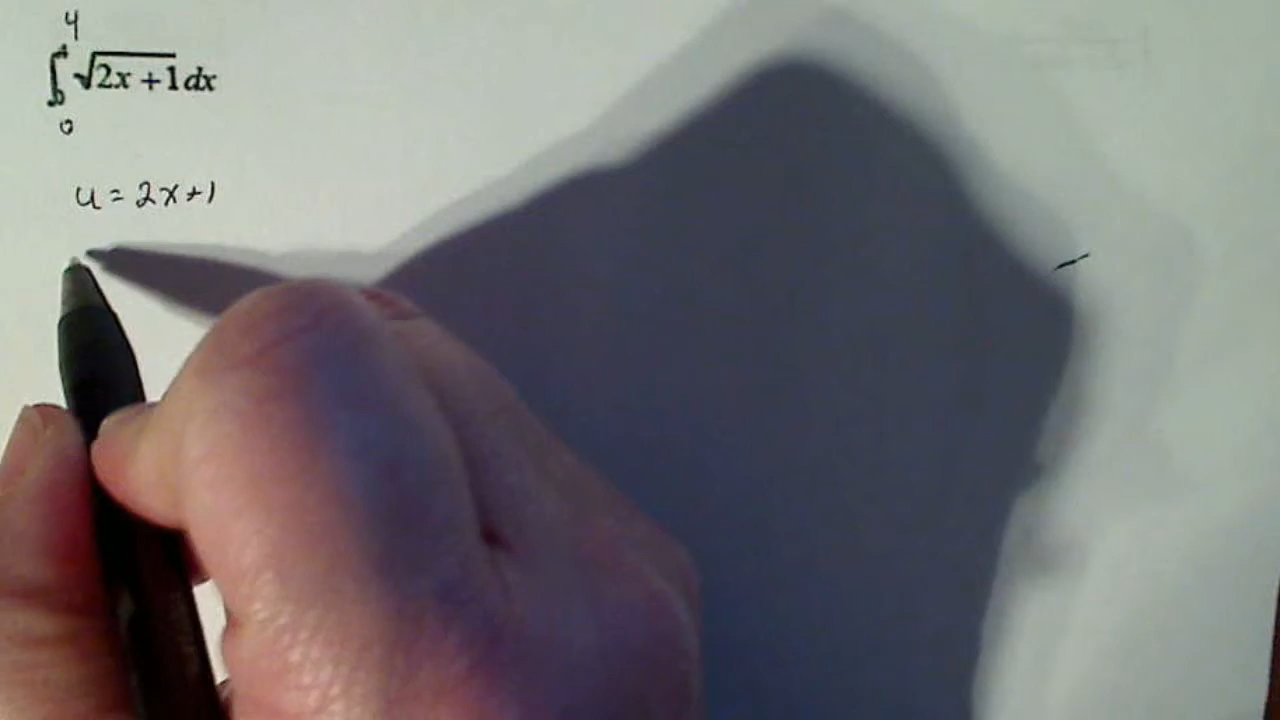 4
∫ √2x+1 dx
0
u = 2x+1